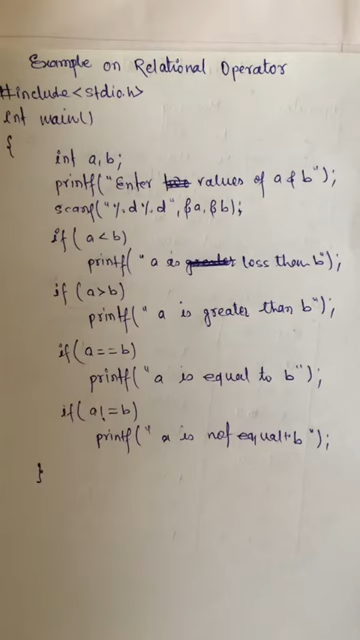 Example on Relational Operator
#include<stdio.h>
int main()
{
int a,b;
printf("Enter values of a & b");
scanf("%d%d",&a,&b);
if(a<b)
printf(" a is less then b");
if(a>b)
printf(" a is greater than b");
if(a==b)
printf("a is equal to b");
if(a!=b)
printf(" a is not equal to b");
}